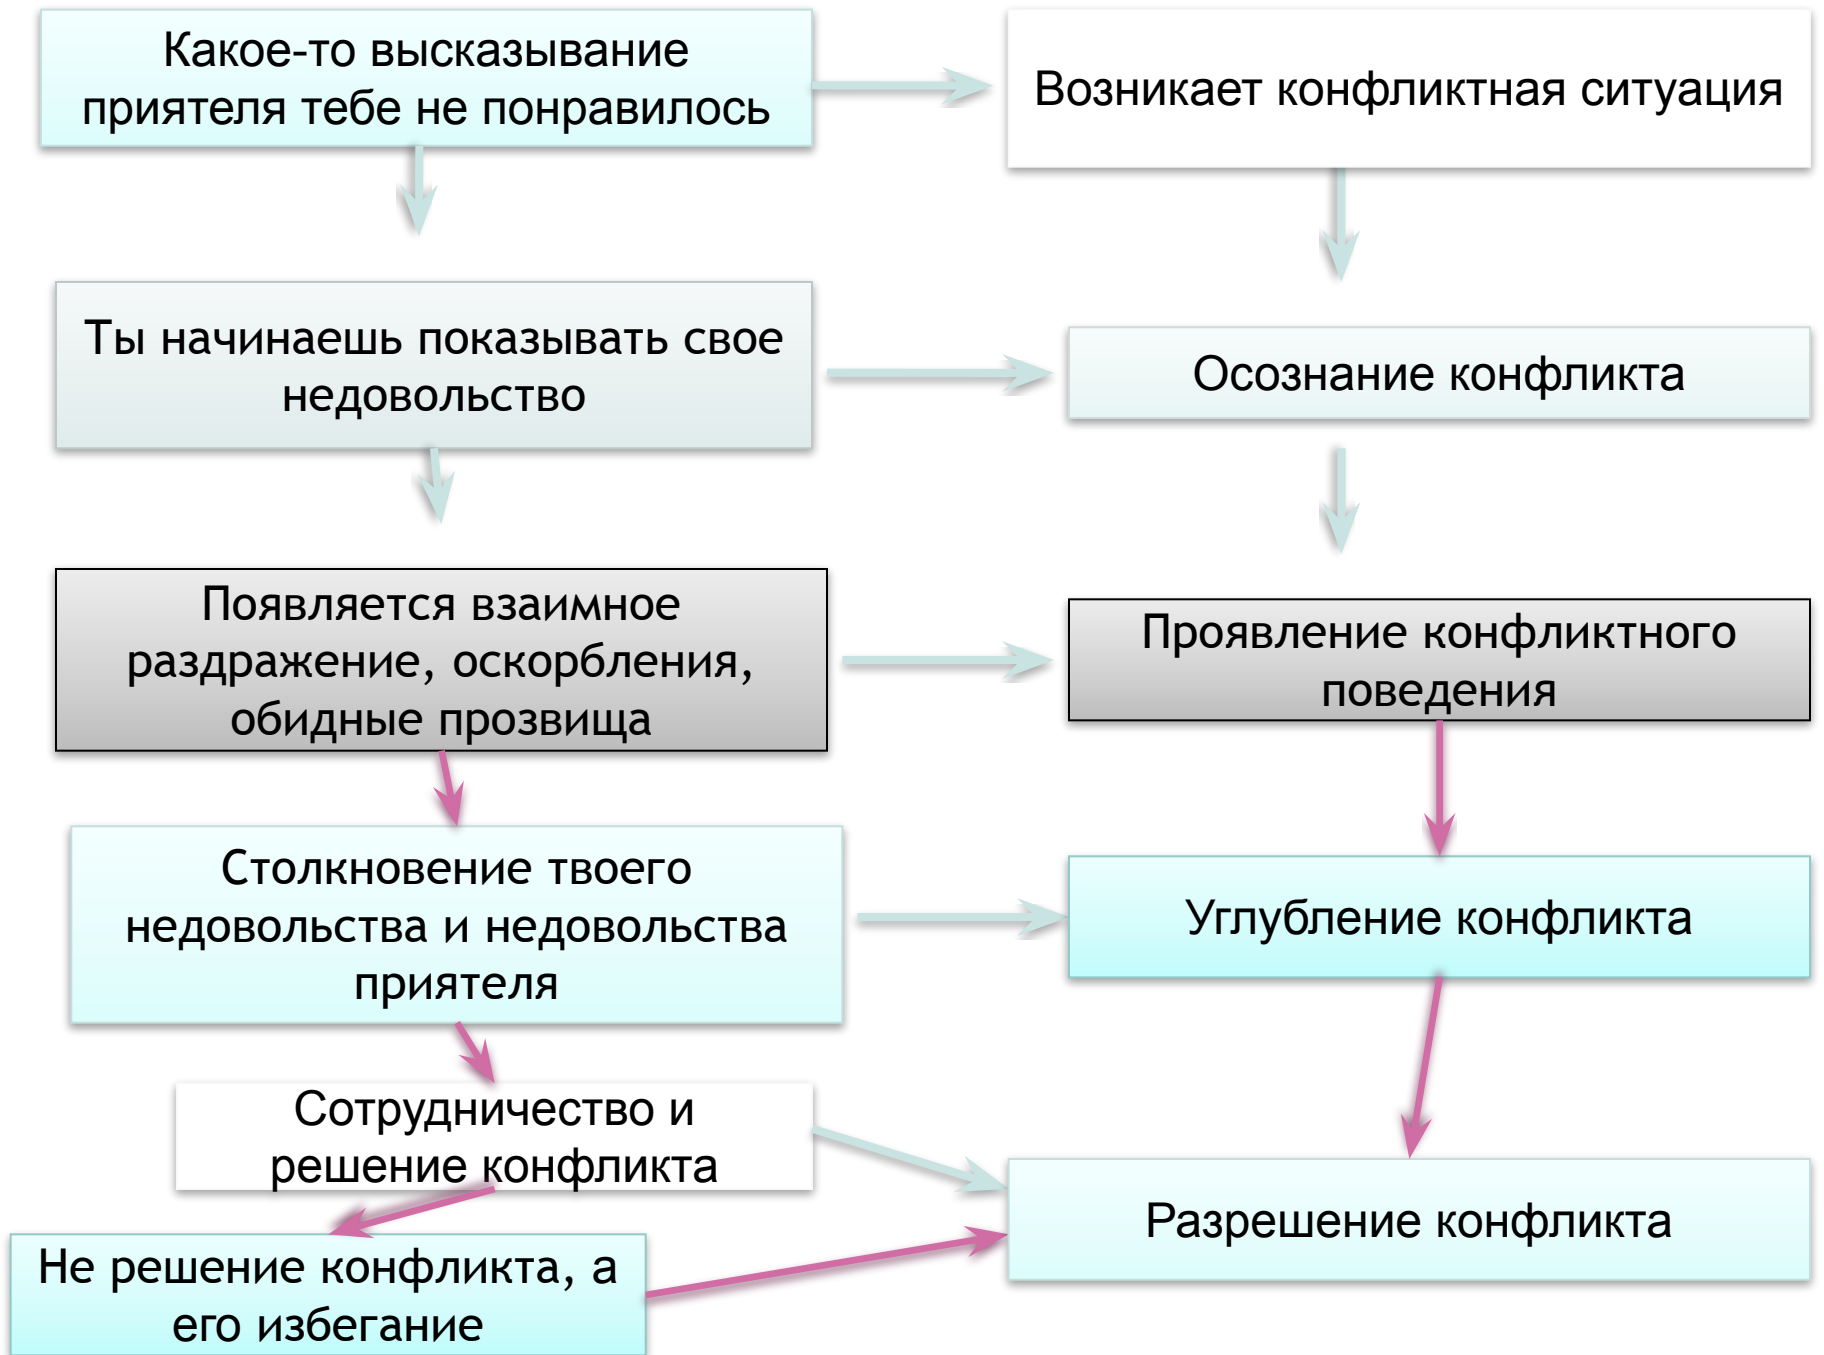 Какое-то высказывание
приятеля тебе не понравилось
Возникает конфликтная ситуация
Ты начинаешь показывать свое
недовольство
Осознание конфликта
Появляется взаимное
раздражение, оскорбления,
обидные прозвища
Проявление конфликтного
поведения
Столкновение твоего
недовольства и недовольства
приятеля
Углубление конфликта
Сотрудничество и
решение конфликта
Разрешение конфликта
Не решение конфликта, а
его избегание